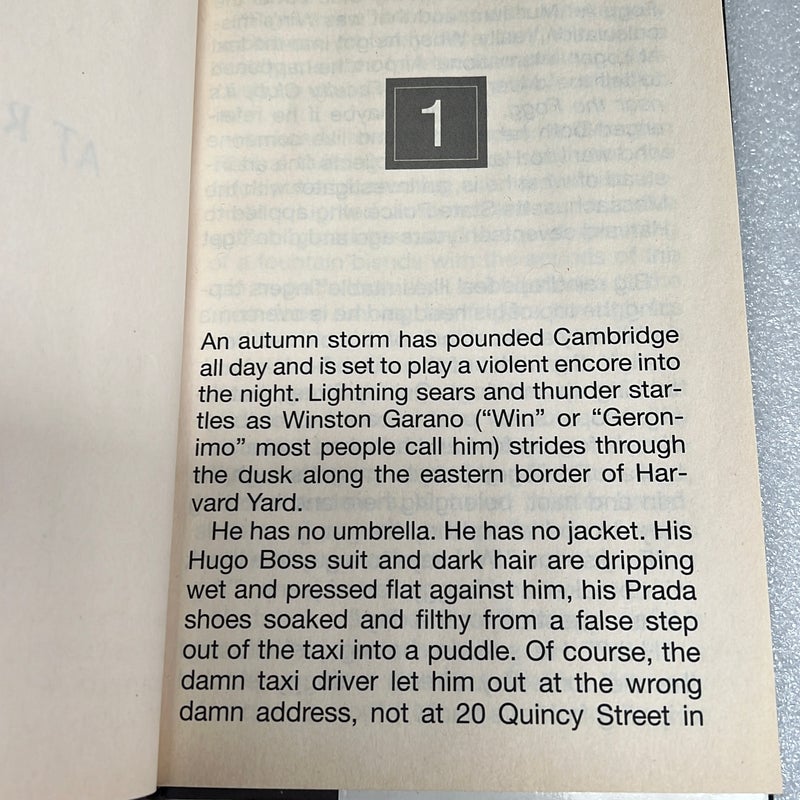 1
An autumn storm has pounded Cambridge
all day and is set to play a violent encore into
the night. Lightning sears and thunder star-
tles as Winston Garano (“Win” or “Geron-
imo” most people call him) strides through
the dusk along the eastern border of Har-
vard Yard.
He has no umbrella. He has no jacket. His
Hugo Boss suit and dark hair are dripping
wet and pressed flat against him, his Prada
shoes soaked and filthy from a false step
out of the taxi into a puddle. Of course, the
damn taxi driver let him out at the wrong
damn address, not at 20 Quincy Street in